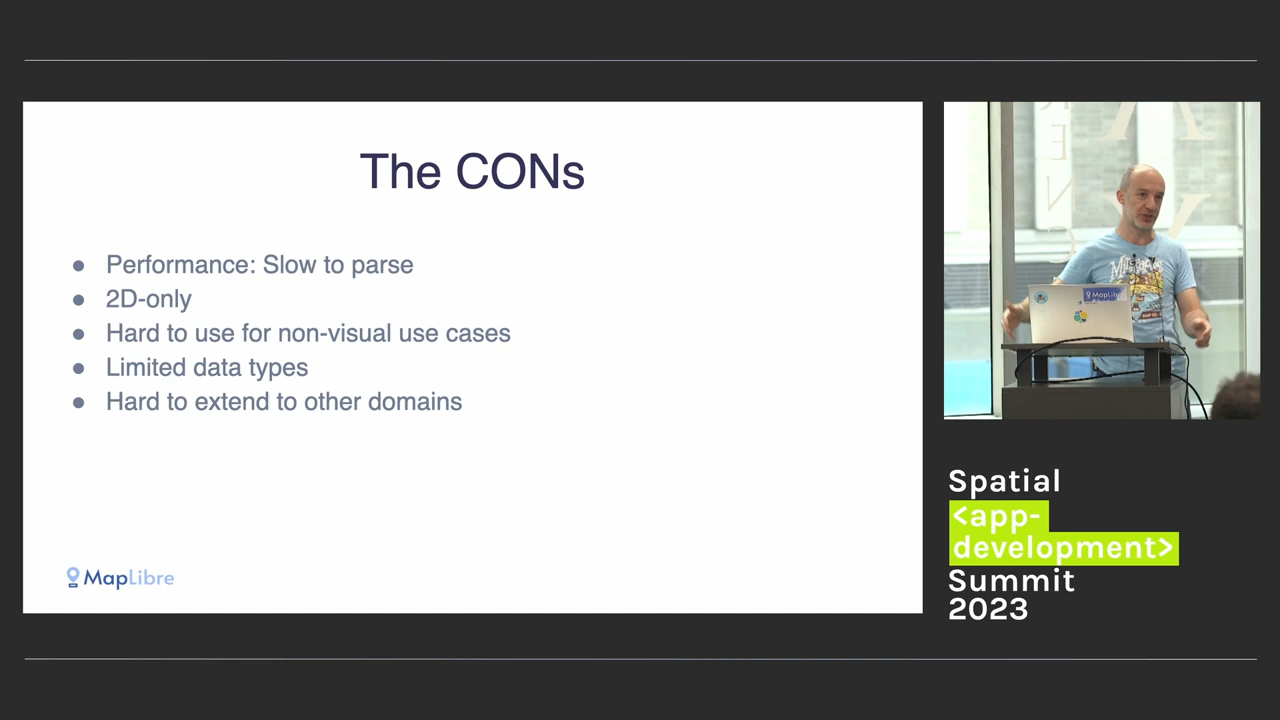 The CONs
● Performance: Slow to parse
● 2D-only
● Hard to use for non-visual use cases
● Limited data types
● Hard to extend to other domains
MapLibre
MapLibre
Spatial
<app-
development>
Summit
2023